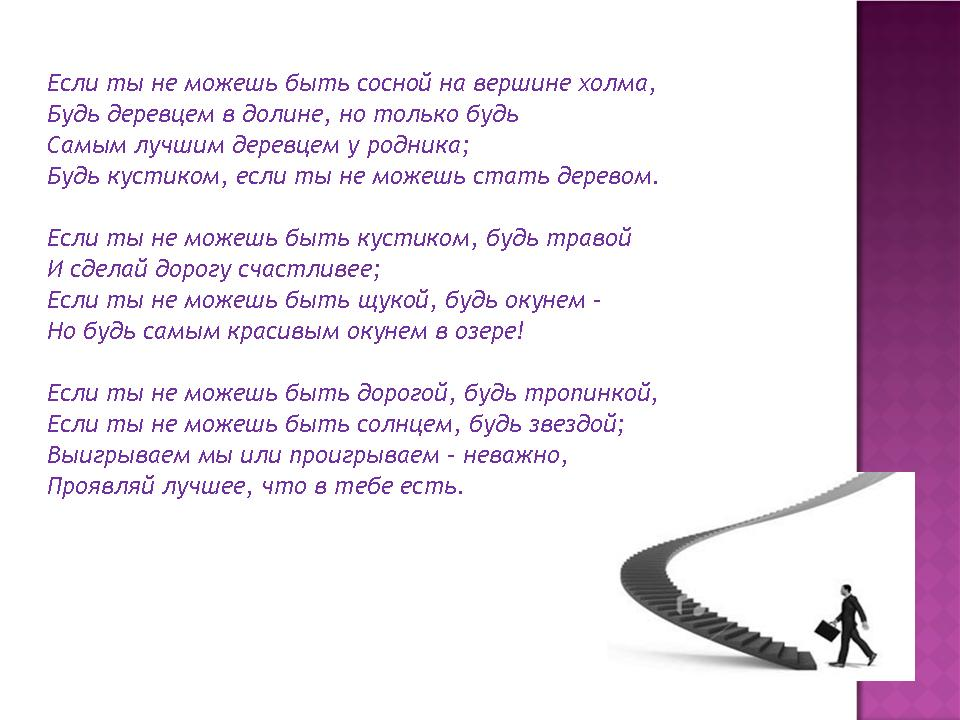 Если ты не можешь быть сосной на вершине холма,
Будь деревцем в долине, но только будь
Самым лучшим деревцем у родника;
Будь кустиком, если ты не можешь стать деревом.
Если ты не можешь быть кустиком, будь травой
И сделай дорогу счастливее;
Если ты не можешь быть щукой, будь окунем –
Но будь самым красивым окунем в озере!
Если ты не можешь быть дорогой, будь тропинкой,
Если ты не можешь быть солнцем, будь звездой;
Выигрываем мы или проигрываем – неважно,
Проявляй лучшее, что в тебе есть.